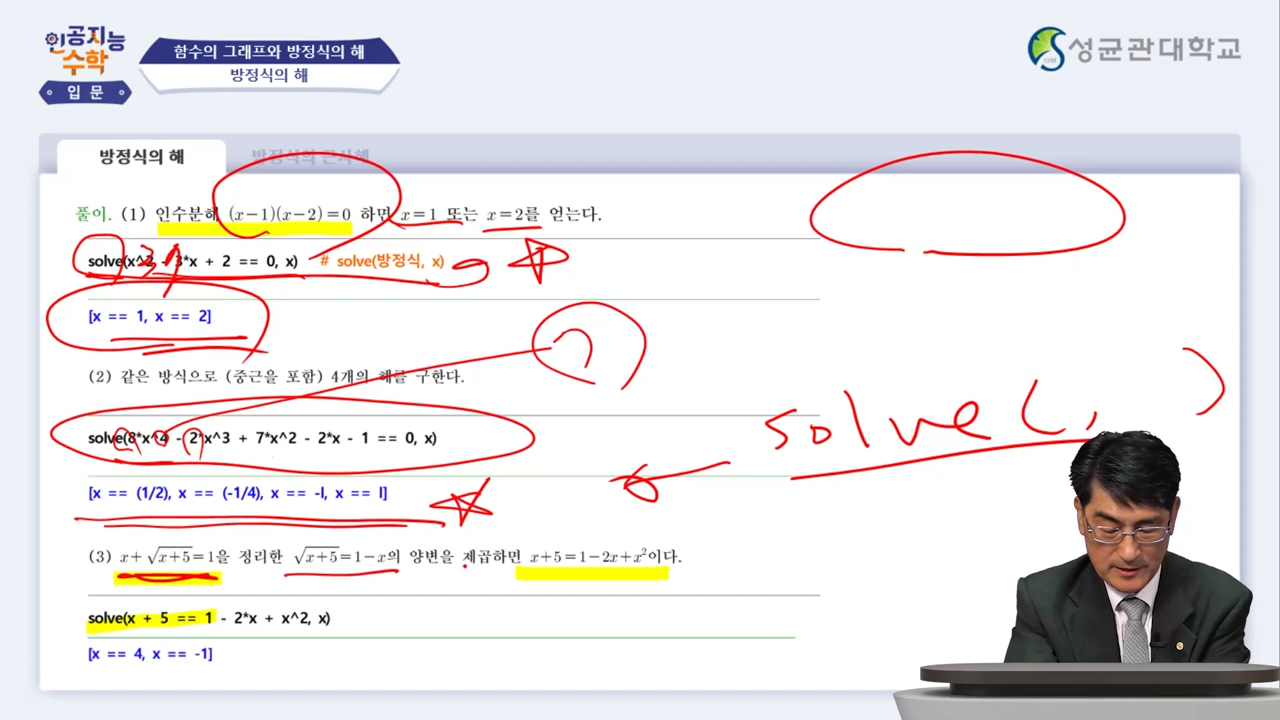 인공지능
수학
입 문
함수의 그래프와 방정식의 해
방정식의 해
성균관대학교
방정식의 해
방정식의 근사해
풀이. (1) 인수분해 (x−1)(x−2)=0 하면 x=1 또는 x=2를 얻는다.
solve(x^2 - 3*x + 2 == 0, x) # solve(방정식, x)
[x == 1, x == 2]
(2) 같은 방식으로 (중근을 포함) 4개의 해를 구한다.
solve(8*x^4 - 2*x^3 + 7*x^2 - 2*x - 1 == 0, x)
solve( , )
[x == (1/2), x == (-1/4), x == -I, x == I]
(3) x+√(x+5)=1을 정리한 √(x+5)=1−x의 양변을 제곱하면 x+5=1−2x+x²이다.
solve(x + 5 == 1 - 2*x + x^2, x)
[x == 4, x == -1]